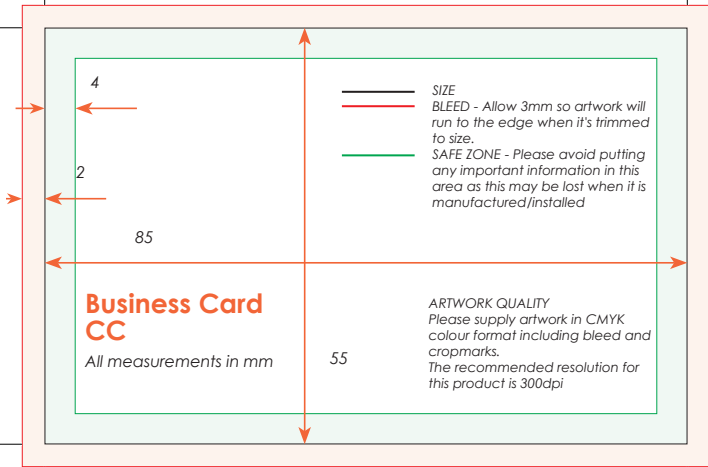 4
SIZE
BLEED - Allow 3mm so artwork will
run to the edge when it's trimmed
to size.
SAFE ZONE - Please avoid putting
any important information in this
area as this may be lost when it is
manufactured/installed
2
85
Business Card
CC
All measurements in mm
55
ARTWORK QUALITY
Please supply artwork in CMYK
colour format including bleed and
cropmarks.
The recommended resolution for
this product is 300dpi